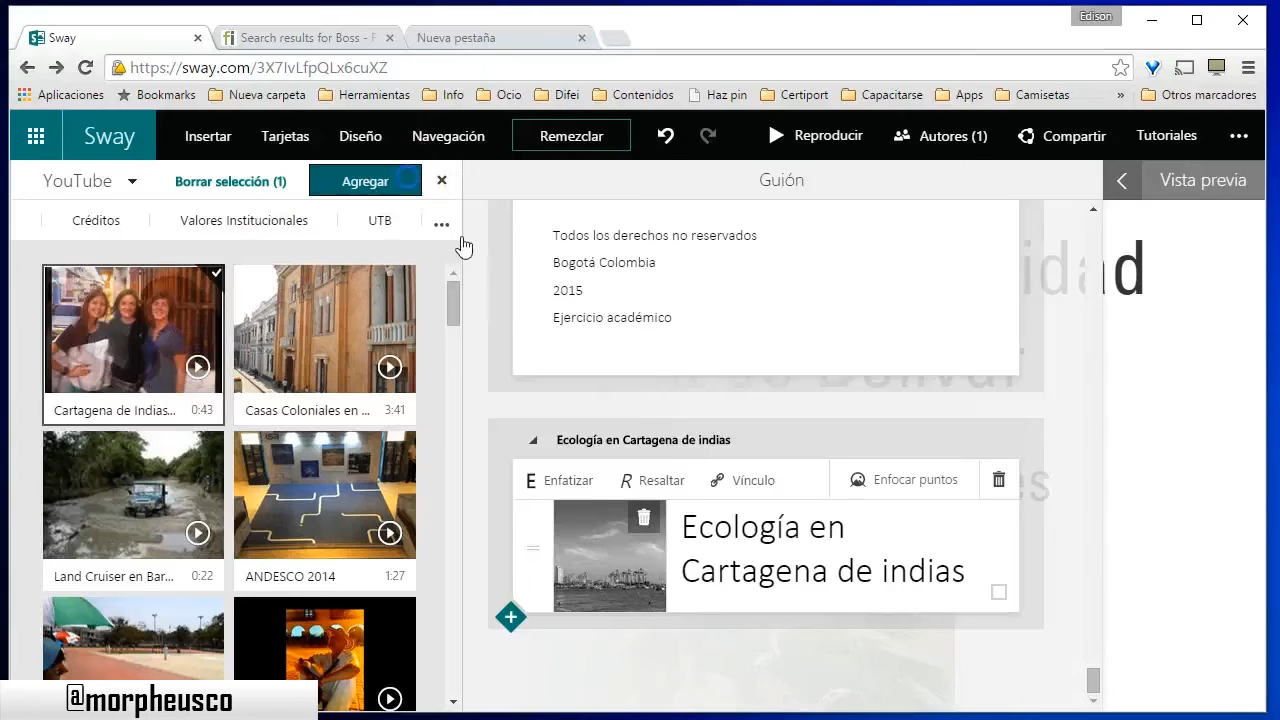 Edison
Sway
Search results for Boss - F
Nueva pestaña
https://sway.com/3X7IvLfpQLx6cuXZ
Aplicaciones
Bookmarks
Nueva carpeta
Herramientas
Info
Ocio
Difei
Contenidos
Haz pin
Certiport
Capacitarse
Apps
Camisetas
»
Otros marcadores
Sway
Insertar
Tarjetas
Diseño
Navegación
Remezclar
Reproducir
Autores (1)
Compartir
Tutoriales
YouTube
Borrar selección (1)
Agregar
Guión
Vista previa
Créditos
Valores Institucionales
UTB
Todos los derechos no reservados
Bogotá Colombia
2015
Ejercicio académico
idad
Cartagena de Indias...
0:43
Casas Coloniales en ...
3:41
Ecología en Cartagena de indias
E Enfatizar
R Resaltar
Vínculo
Enfocar puntos
Ecología en
Cartagena de indias
Land Cruiser en Bar...
0:22
ANDESCO 2014
1:27
@morpheusco